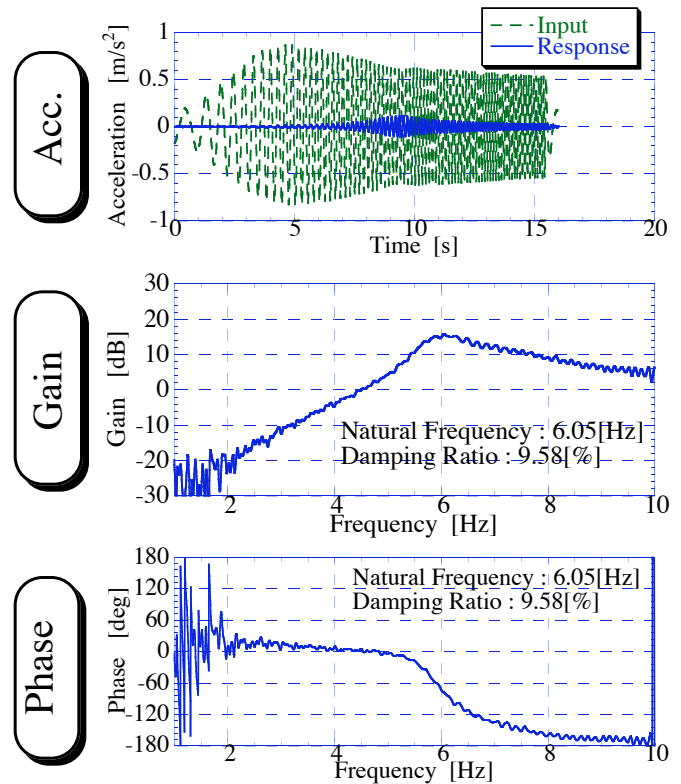 Input
Response
Acc.
Acceleration [m/s²]
1
0.5
0
-0.5
-1
0 5 10 15 20
Time [s]
Gain
Gain [dB]
30
20
10
0
-10
-20
-30
Natural Frequency : 6.05[Hz]
Damping Ratio : 9.58[%]
2 4 6 8 10
Frequency [Hz]
Phase
Phase [deg]
180
120
60
0
-60
-120
-180
Natural Frequency : 6.05[Hz]
Damping Ratio : 9.58[%]
2 4 6 8 10
Frequency [Hz]